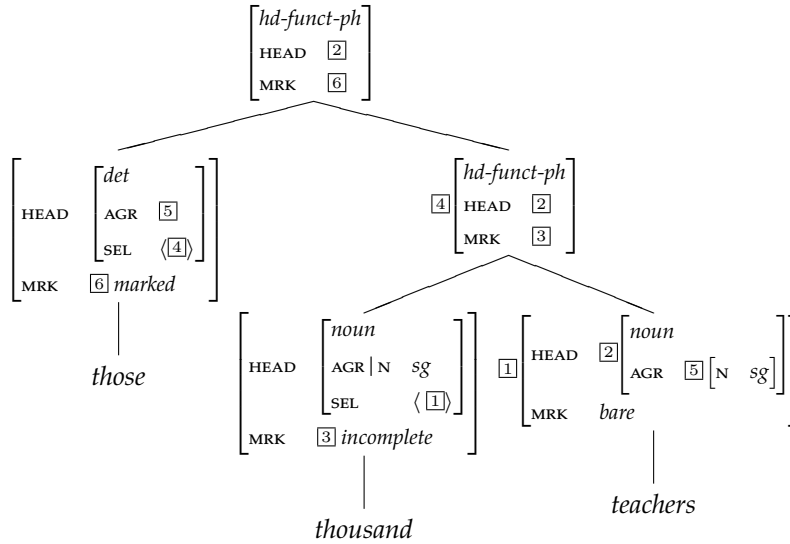 hd-funct-ph
HEAD 2
MRK 6
det
HEAD AGR 5
SEL ⟨4⟩
MRK 6 marked
those
hd-funct-ph
4 HEAD 2
MRK 3
noun
HEAD AGR|N sg
SEL ⟨1⟩
MRK 3 incomplete
thousand
noun
1 HEAD 2 AGR 5 [N sg]
MRK bare
teachers